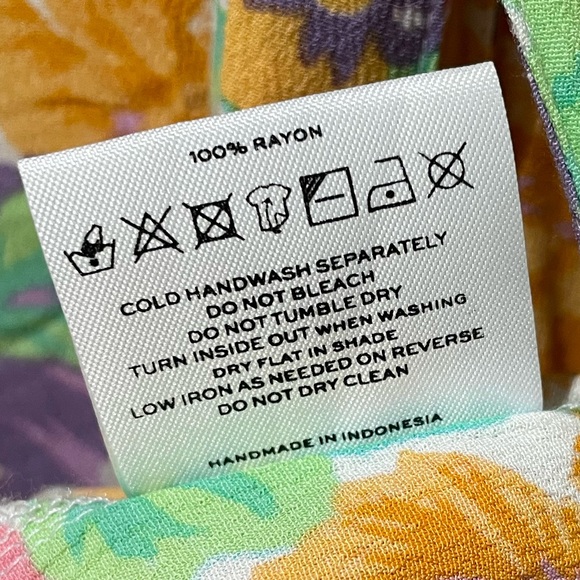 100% RAYON
COLD HANDWASH SEPARATELY
DO NOT BLEACH
DO NOT TUMBLE DRY
TURN INSIDE OUT WHEN WASHING
DRY FLAT IN SHADE
LOW IRON AS NEEDED ON REVERSE
DO NOT DRY CLEAN
HANDMADE IN INDONESIA